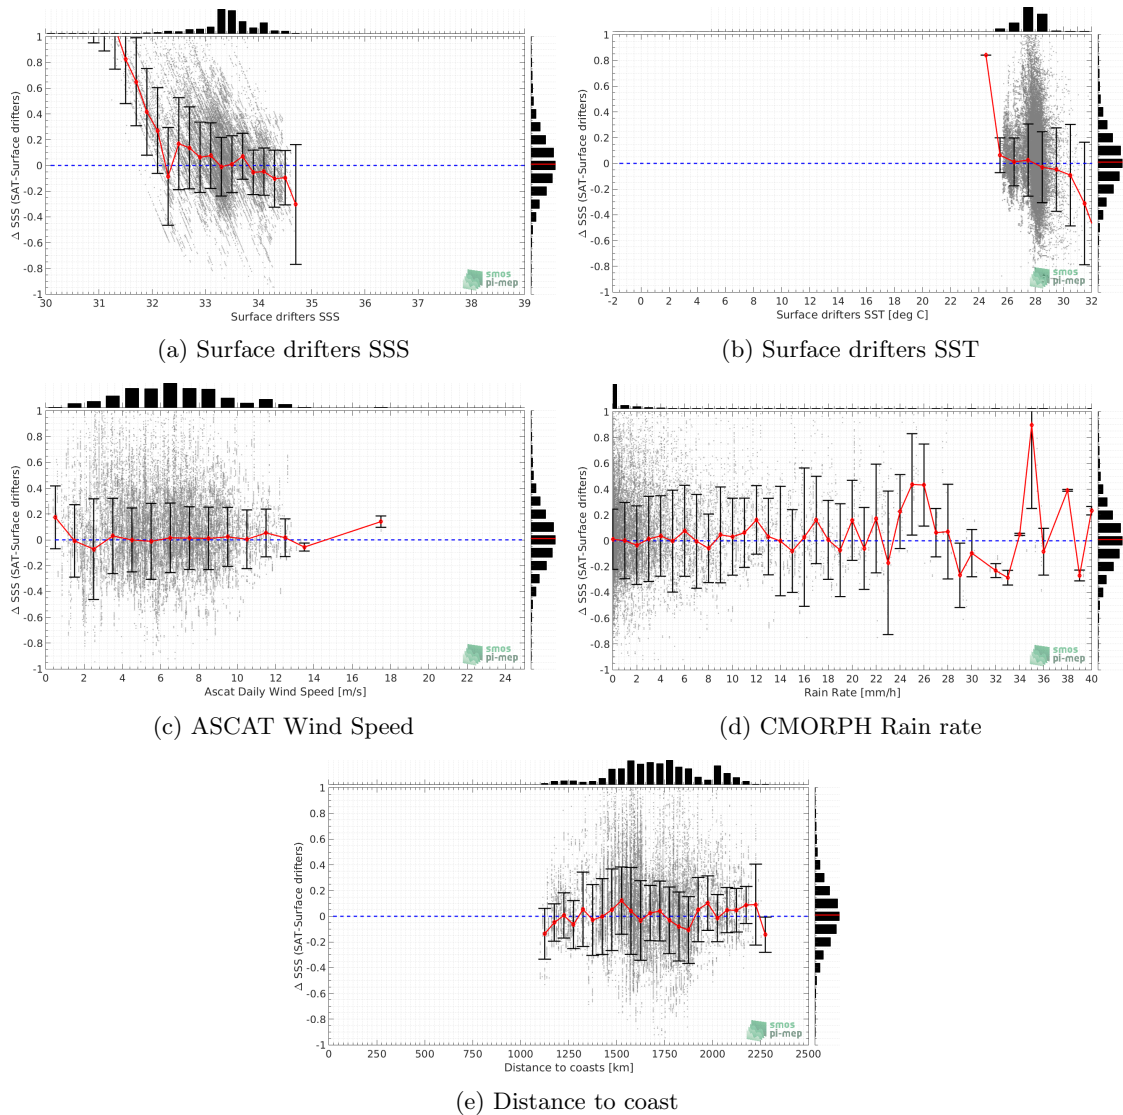 Δ SSS (SAT-Surface drifters)
1
0.8
0.6
0.4
0.2
0
-0.2
-0.4
-0.6
-0.8
-1
30 31 32 33 34 35 36 37 38 39
Surface drifters SSS
smos
pi-mep
(a) Surface drifters SSS
Δ SSS (SAT-Surface drifters)
1
0.8
0.6
0.4
0.2
0
-0.2
-0.4
-0.6
-0.8
-1
-2 0 2 4 6 8 10 12 14 16 18 20 22 24 26 28 30 32
Surface drifters SST [deg C]
smos
pi-mep
(b) Surface drifters SST
Δ SSS (SAT-Surface drifters)
1
0.8
0.6
0.4
0.2
0
-0.2
-0.4
-0.6
-0.8
-1
0 2 4 6 8 10 12 14 16 18 20 22 24
Ascat Daily Wind Speed [m/s]
smos
pi-mep
(c) ASCAT Wind Speed
Δ SSS (SAT-Surface drifters)
1
0.8
0.6
0.4
0.2
0
-0.2
-0.4
-0.6
-0.8
-1
0 2 4 6 8 10 12 14 16 18 20 22 24 26 28 30 32 34 36 38 40
Rain Rate [mm/h]
smos
pi-mep
(d) CMORPH Rain rate
Δ SSS (SAT-Surface drifters)
1
0.8
0.6
0.4
0.2
0
-0.2
-0.4
-0.6
-0.8
-1
0 250 500 750 1000 1250 1500 1750 2000 2250 2500
Distance to coasts [km]
smos
pi-mep
(e) Distance to coast